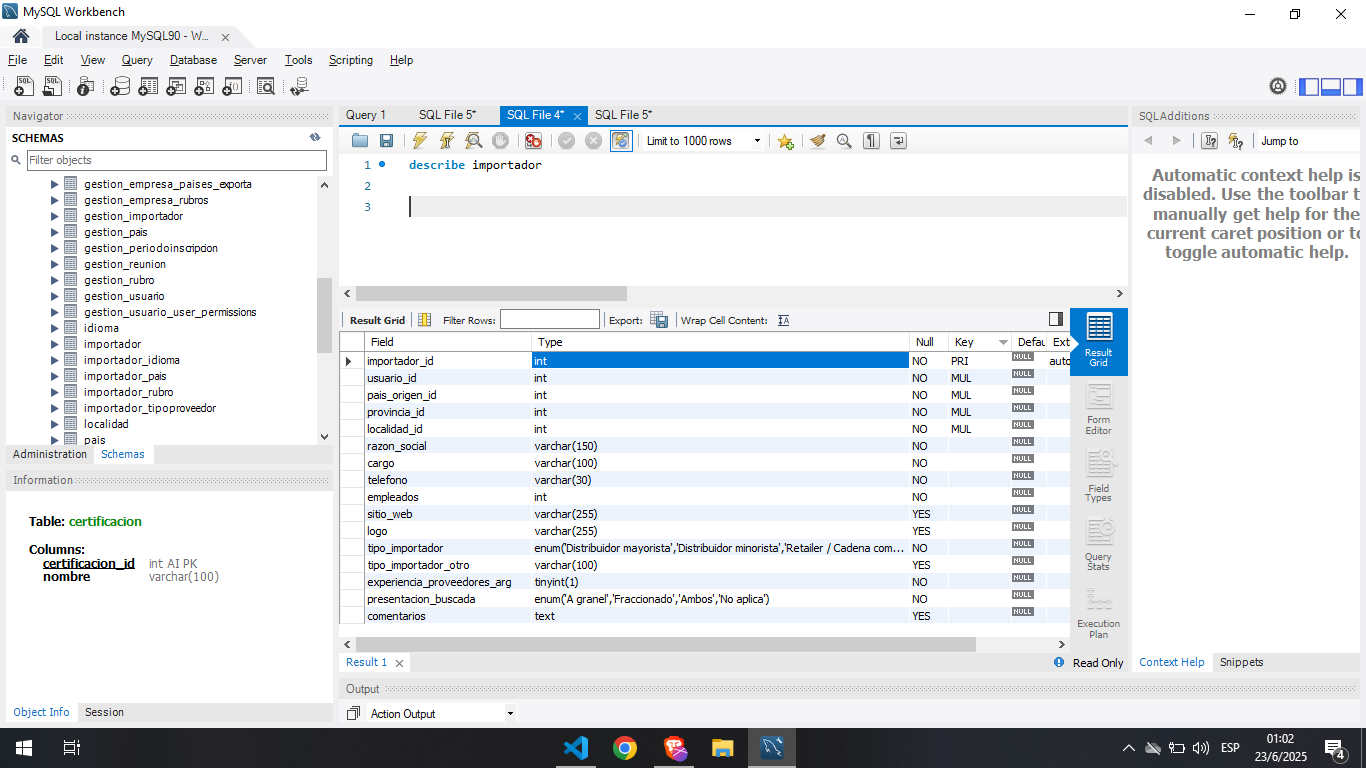 MySQL Workbench
Local instance MySQL90 - W...
File Edit View Query Database Server Tools Scripting Help
Navigator
SCHEMAS
Filter objects
gestion_empresa_paises_exporta
gestion_empresa_rubros
gestion_importador
gestion_pais
gestion_periodoinscripcion
gestion_reunion
gestion_rubro
gestion_usuario
gestion_usuario_user_permissions
idioma
importador
importador_idioma
importador_pais
importador_rubro
importador_tipoproveedor
localidad
pais
Administration Schemas
Information
Table: certificacion
Columns:
certificacion_id int AI PK
nombre varchar(100)
Object Info Session
Query 1 SQL File 5* SQL File 4* SQL File 5*
Limit to 1000 rows
1 describe importador
2
3
Result Grid Filter Rows: Export: Wrap Cell Content:
Field Type Null Key Defau Ext
importador_id int NO PRI NULL auto
usuario_id int NO MUL NULL
pais_origen_id int NO MUL NULL
provincia_id int NO MUL NULL
localidad_id int NO MUL NULL
razon_social varchar(150) NO NULL
cargo varchar(100) NO NULL
telefono varchar(30) NO NULL
empleados int NO NULL
sitio_web varchar(255) YES NULL
logo varchar(255) YES NULL
tipo_importador enum('Distribuidor mayorista','Distribuidor minorista','Retailer / Cadena com... NO NULL
tipo_importador_otro varchar(100) YES NULL
experiencia_proveedores_arg tinyint(1) NO NULL
presentacion_buscada enum('A granel','Fraccionado','Ambos','No aplica') NO NULL
comentarios text YES NULL
Result Grid
Form Editor
Field Types
Query Stats
Execution Plan
Result 1 Read Only
Output
Action Output
SQLAdditions
Jump to
Automatic context help is
disabled. Use the toolbar t
manually get help for the
current caret position or to
toggle automatic help.
Context Help Snippets
ESP
01:02
23/6/2025
4